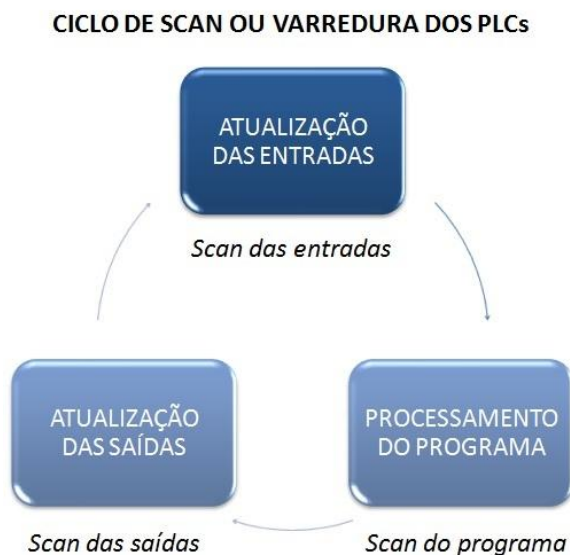 CICLO DE SCAN OU VARREDURA DOS PLCs
ATUALIZAÇÃO
DAS ENTRADAS
Scan das entradas
ATUALIZAÇÃO
DAS SAÍDAS
Scan das saídas
PROCESSAMENTO
DO PROGRAMA
Scan do programa